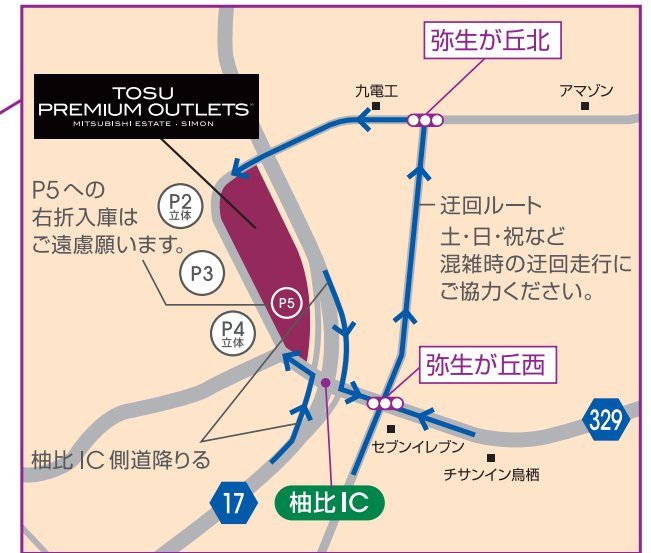 弥生が丘北
TOSU
PREMIUM OUTLETS®
MITSUBISHI ESTATE · SIMON
九電工
アマゾン
P5への
右折入庫は
ご遠慮願います。
P2
立体
P3
P5
P4
立体
迂回ルート
土・日・祝など
混雑時の迂回走行に
ご協力ください。
弥生が丘西
329
セブンイレブン
チサンイン鳥栖
柚比IC側道降りる
17
柚比IC